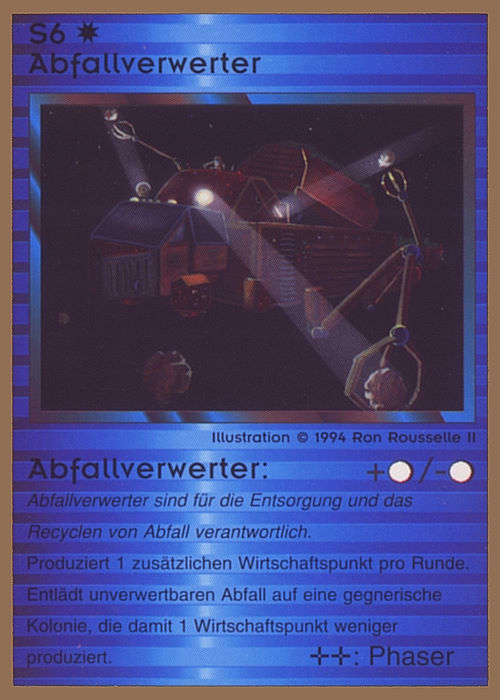 S6 ✷
Abfallverwerter
Illustration © 1994 Ron Rousselle II
Abfallverwerter: +●/-●
Abfallverwerter sind für die Entsorgung und das
Recyclen von Abfall verantwortlich.
Produziert 1 zusätzlichen Wirtschaftspunkt pro Runde.
Entlädt unverwertbaren Abfall auf eine gegnerische
Kolonie, die damit 1 Wirtschaftspunkt weniger
produziert. ✢✢: Phaser